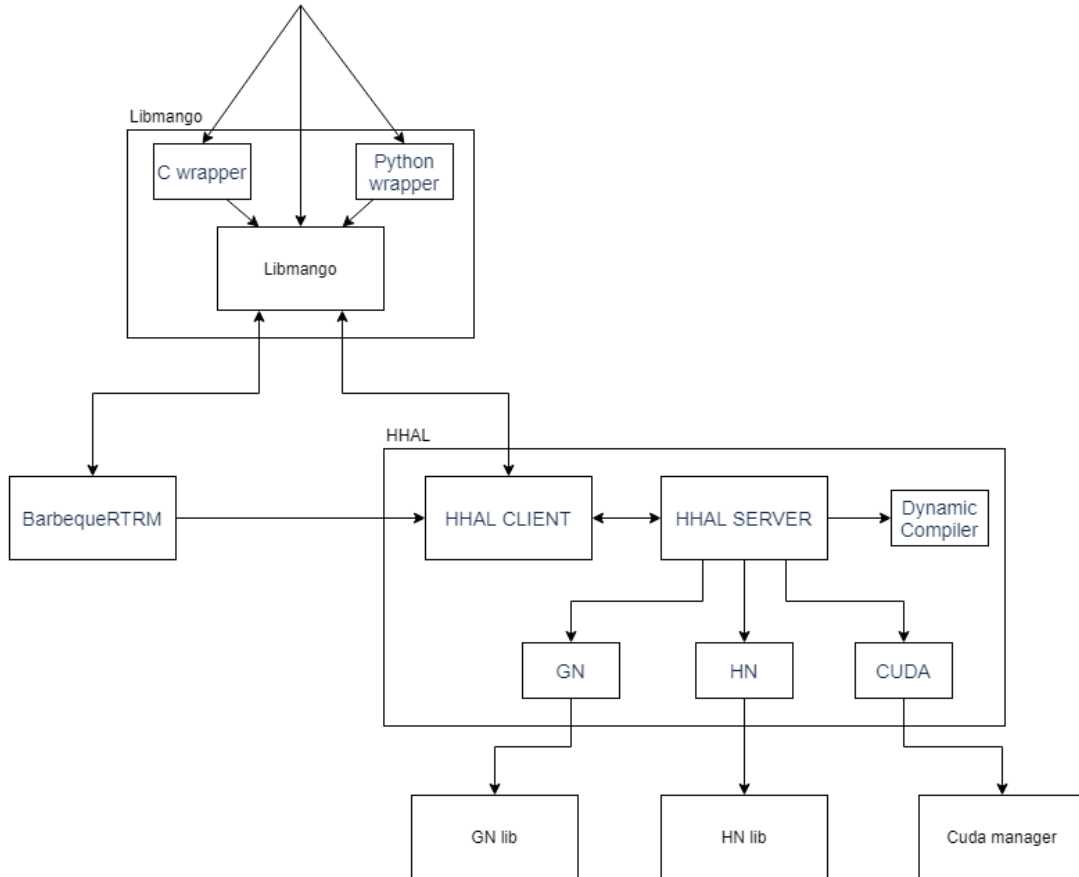 Libmango
C wrapper
Python
wrapper
Libmango
HHAL
BarbequeRTRM
HHAL CLIENT
HHAL SERVER
Dynamic
Compiler
GN
HN
CUDA
GN lib
HN lib
Cuda manager